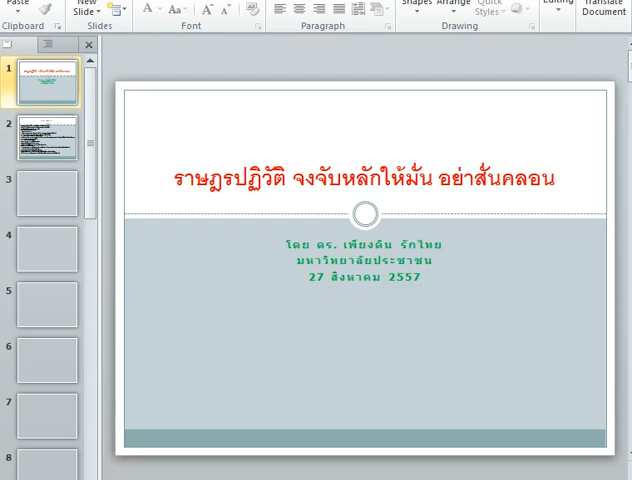 Paste
New
Slide
Shapes
Arrange
Quick
Styles
Editing
Translate
Document
Clipboard
Slides
Font
Paragraph
Drawing
Translate
A
Aa
A
A
1
2
3
4
5
6
7
8
ราษฎรปฏิวัติ จงจับหลักให้มั่น อย่าสั่นคลอน
โดย ดร. เพียงดิน รักไทย
มหาวิทยาลัยประชาชน
27 สิงหาคม 2557